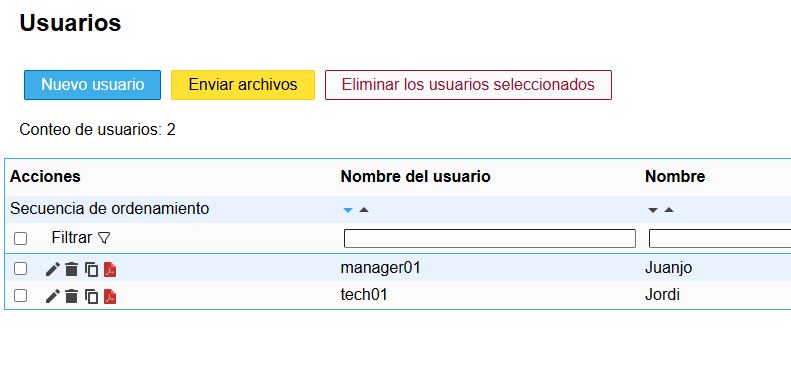 Usuarios
Nuevo usuario Enviar archivos Eliminar los usuarios seleccionados
Conteo de usuarios: 2
Acciones Nombre del usuario Nombre
Secuencia de ordenamiento
Filtrar
manager01 Juanjo
tech01 Jordi